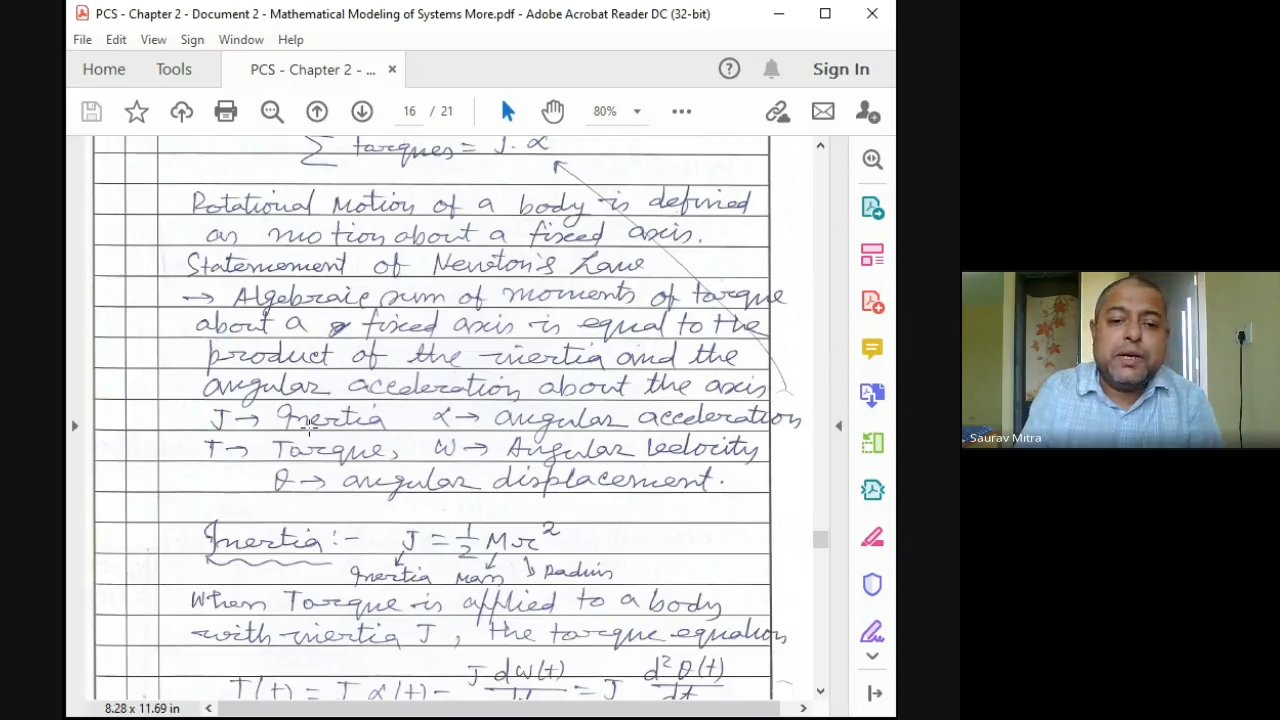 PCS - Chapter 2 - Document 2 - Mathematical Modeling of Systems More.pdf - Adobe Acrobat Reader DC (32-bit)
File Edit View Sign Window Help
Home Tools PCS - Chapter 2 - ... × Sign In
16 / 21 80%
∑ torques = J. α
Rotational Motion of a body is defined
as motion about a fixed axis.
Statemement of Newton's Law
→ Algebraic sum of moments of torque
about a fixed axis is equal to the
product of the inertia and the
angular acceleration about the axis
J → Inertia α → angular acceleration
T → Torque, ω → Angular Velocity
θ → angular displacement.
Inertia :- J = 1/2 Mr²
Inertia Mass Radius
When Torque is applied to a body
with inertia J, the torque equation
T(t) = J α(t) = J dω(t) = J d²θ(t)/dt
8.28 x 11.69 in
Saurav Mitra